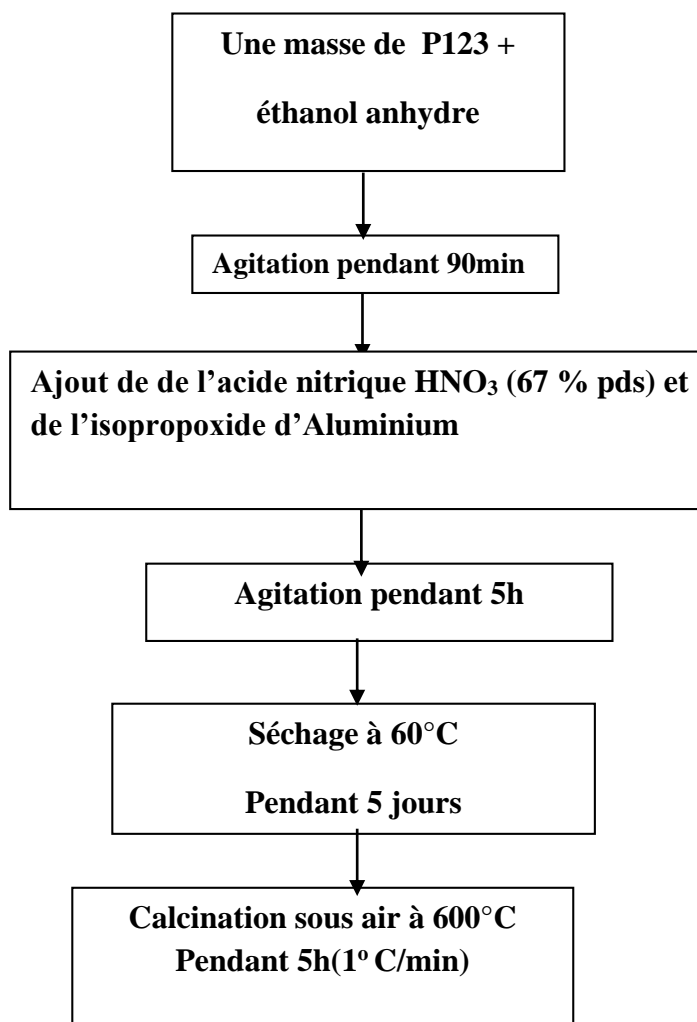 Une masse de P123 +
éthanol anhydre
Agitation pendant 90min
Ajout de de l’acide nitrique HNO₃ (67 % pds) et
de l’isopropoxide d’Aluminium
Agitation pendant 5h
Séchage à 60°C
Pendant 5 jours
Calcination sous air à 600°C
Pendant 5h(1º C/min)